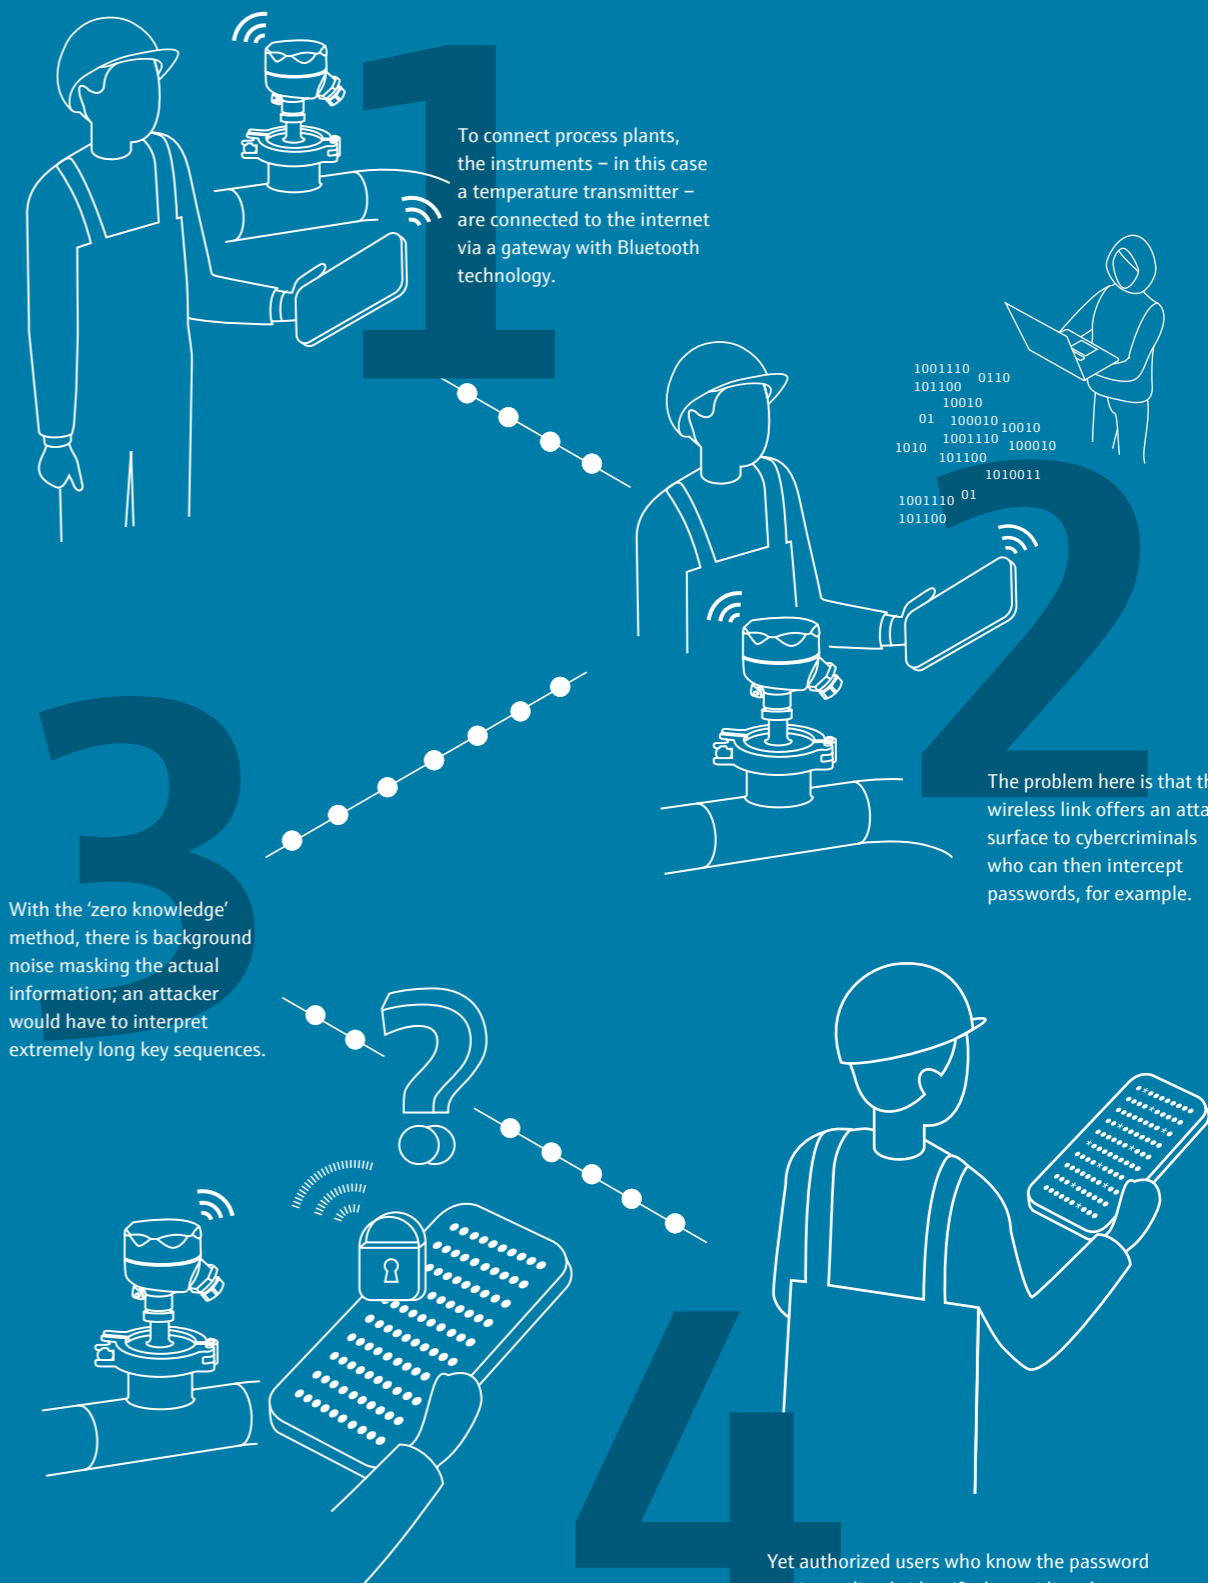 1
To connect process plants,
the instruments – in this case
a temperature transmitter –
are connected to the internet
via a gateway with Bluetooth
technology.
1001110
0110
101100
10010
01 100010 10010
1001110
1010 100010
101100
1010011
1001110 01
101100
2
The problem here is that
wireless link offers an
surface to cybercriminals
who can then intercept
passwords, for example.
3
With the ‘zero knowledge’
method, there is background
noise masking the actual
information; an attacker
would have to interpret
extremely long key sequences.
?
4
Yet authorized users who know the password